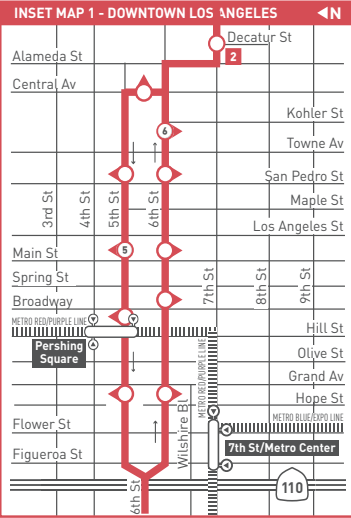 INSET MAP 1 - DOWNTOWN LOS ANGELES
N
Decatur St
2
Alameda St
Central Av
Kohler St
6
Towne Av
San Pedro St
Maple St
3rd St
4th St
5th St
6th St
Los Angeles St
Main St
5
Spring St
7th St
8th St
9th St
Broadway
METRO RED/PURPLE LINE
Hill St
Pershing
Square
METRO RED/PURPLE LINE
Olive St
Grand Av
Hope St
Wilshire Bl
METRO BLUE/EXPO LINE
Flower St
7th St/Metro Center
Figueroa St
6th St
110